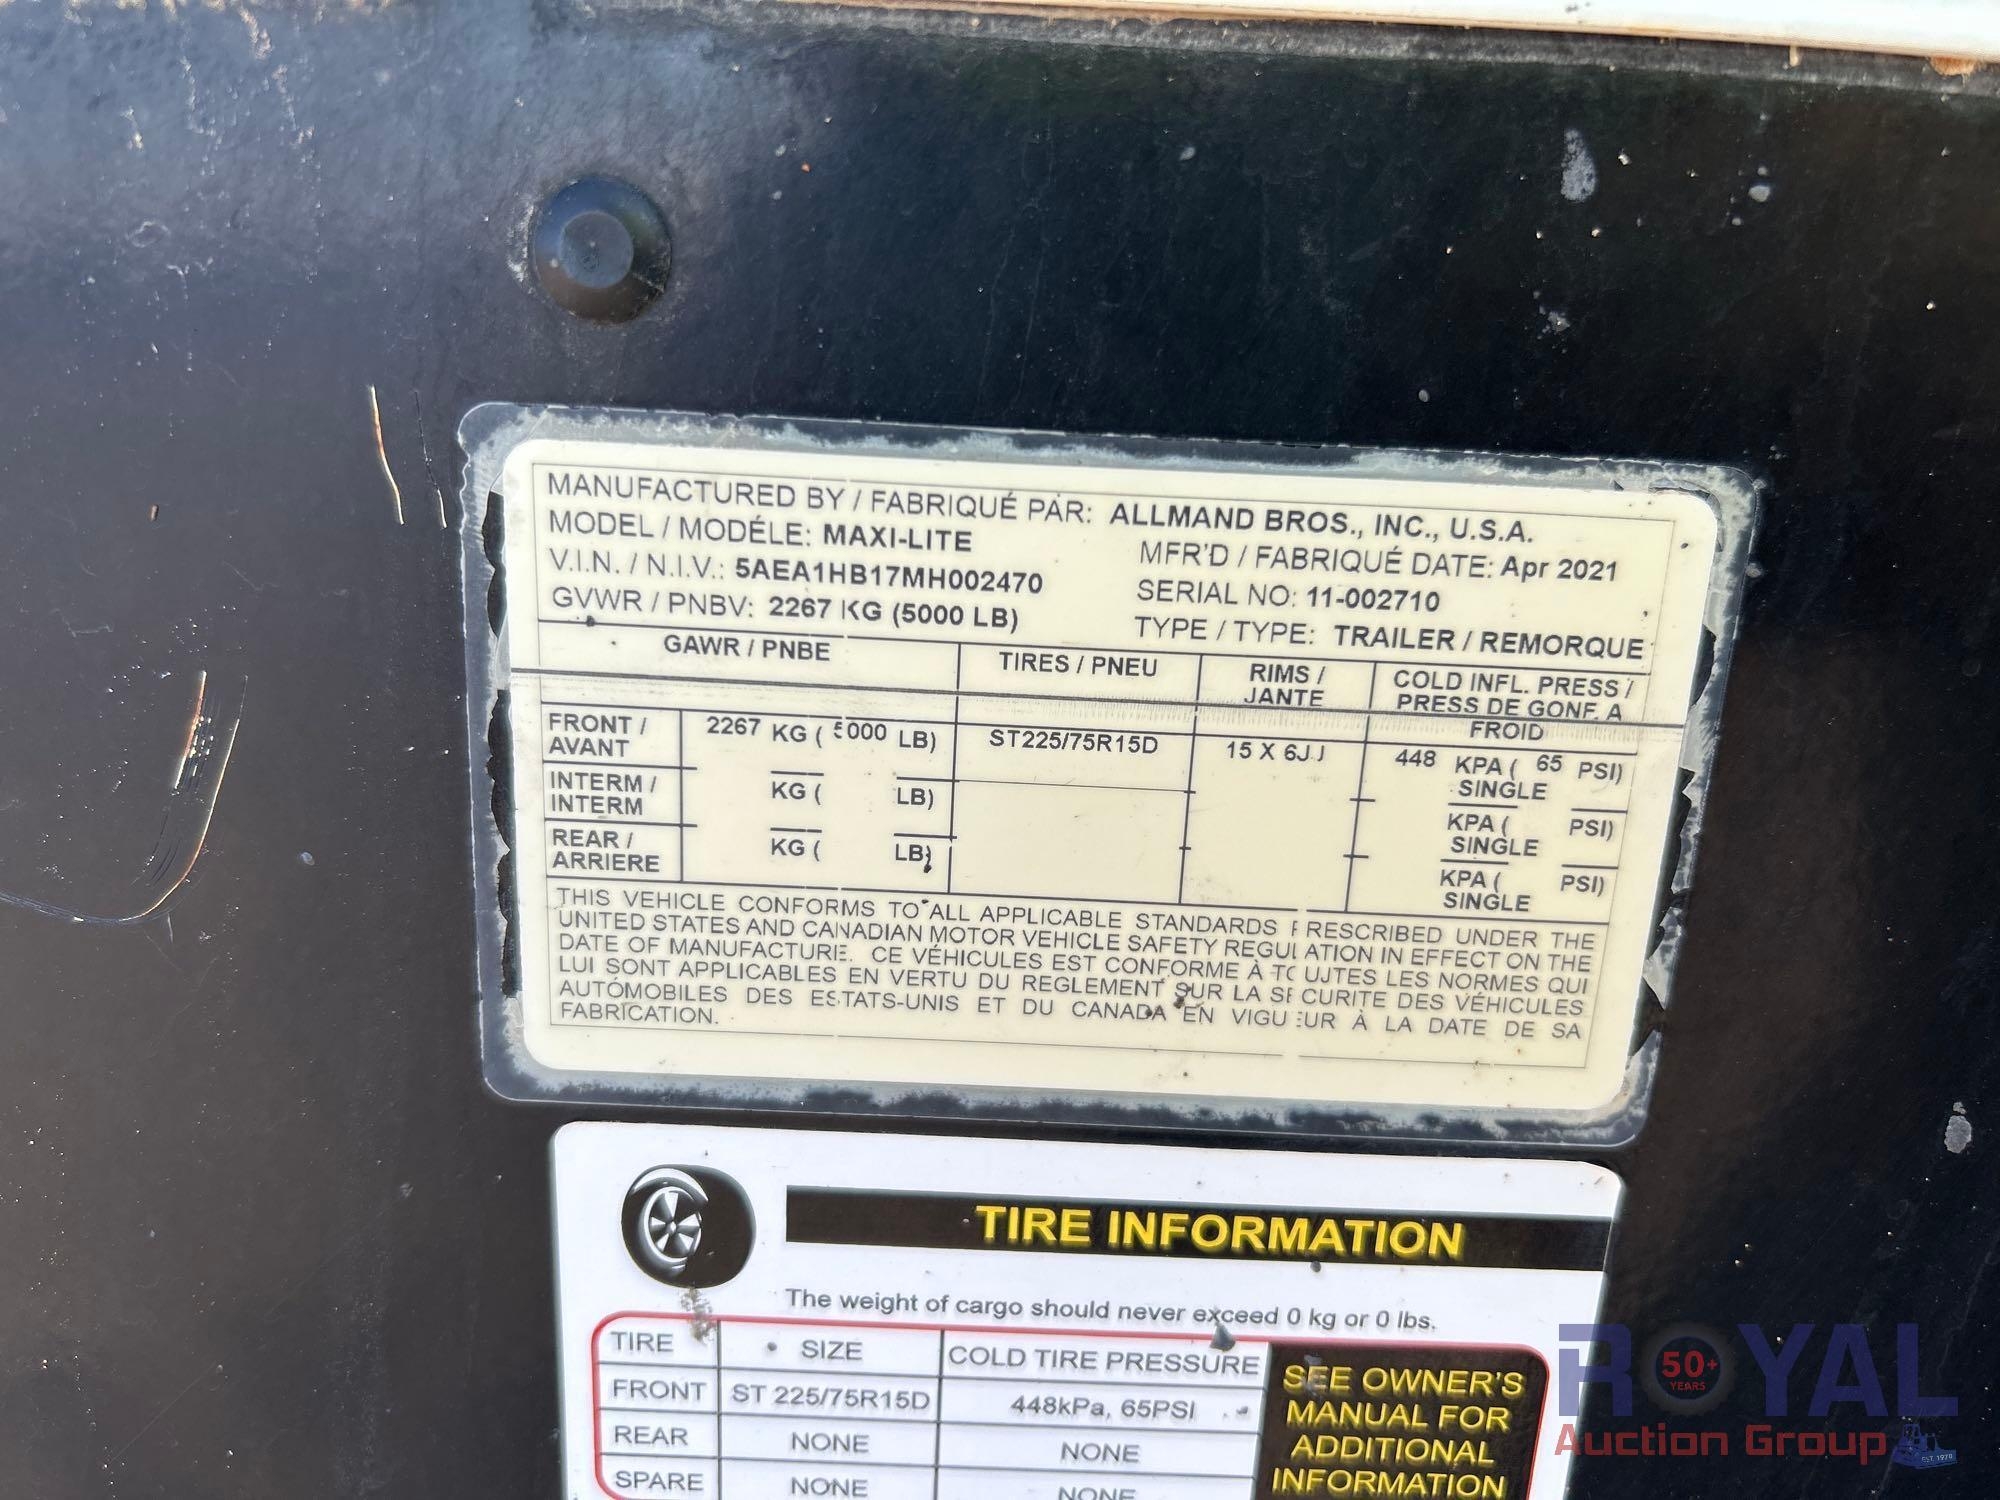 MANUFACTURED BY / FABRIQUÉ PAR: ALLMAND BROS., INC., U.S.A.
MODEL / MODÉLE: MAXI-LITE MFR'D / FABRIQUÉ DATE: Apr 2021
V.I.N. / N.I.V.: 5AEA1HB17MH002470 SERIAL NO: 11-002710
GVWR / PNBV: 2267 KG (5000 LB) TYPE / TYPE: TRAILER / REMORQUE
GAWR / PNBE TIRES / PNEU RIMS / JANTE COLD INFL. PRESS / PRESS DE GONF. A FROID
FRONT / AVANT 2267 KG ( 5000 LB) ST225/75R15D 15 X 6JJ 448 KPA ( 65 PSI) SINGLE
INTERM / INTERM KG ( LB) KPA ( PSI) SINGLE
REAR / ARRIERE KG ( LB) KPA ( PSI) SINGLE
THIS VEHICLE CONFORMS TO ALL APPLICABLE STANDARDS PRESCRIBED UNDER THE
UNITED STATES AND CANADIAN MOTOR VEHICLE SAFETY REGULATION IN EFFECT ON THE
DATE OF MANUFACTURE. CE VÉHICULES EST CONFORME À TOUJTES LES NORMES QUI
LUI SONT APPLICABLES EN VERTU DU REGLEMENT SUR LA SECURITE DES VÉHICULES
AUTOMOBILES DES ESTATS-UNIS ET DU CANADA EN VIGUEUR À LA DATE DE SA
FABRICATION.
TIRE INFORMATION
The weight of cargo should never exceed 0 kg or 0 lbs.
TIRE SIZE COLD TIRE PRESSURE
FRONT ST 225/75R15D 448kPa, 65PSI
REAR NONE NONE
SPARE NONE NONE
SEE OWNER'S
MANUAL FOR
ADDITIONAL
INFORMATION
ROYAL
50+
YEARS
Auction Group
EST. 1970